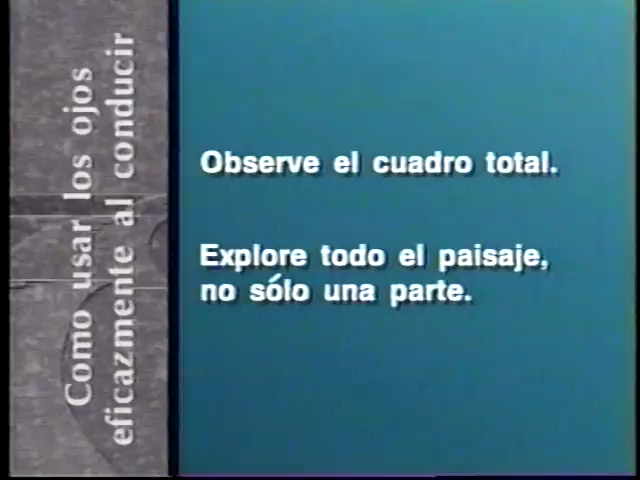 Como usar los ojos
eficazmente al conducir
Observe el cuadro total.
Explore todo el paisaje,
no sólo una parte.